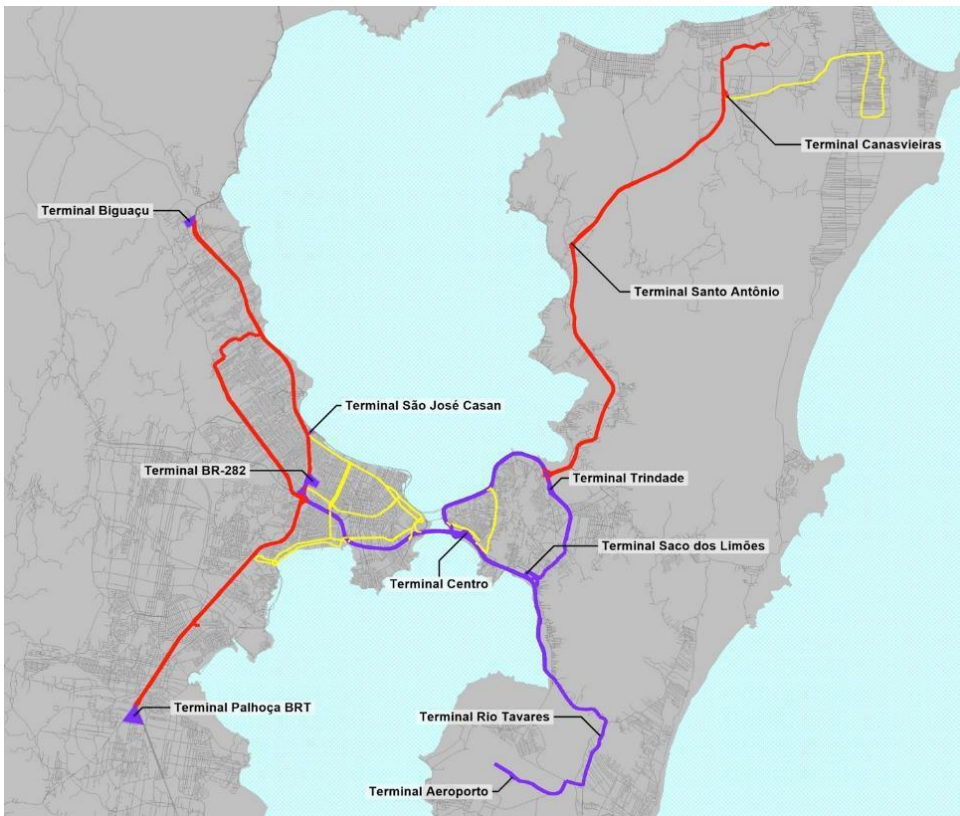 Terminal Canasvieiras
Terminal Biguaçu
Terminal Santo Antônio
Terminal São José Casan
Terminal BR-282
Terminal Trindade
Terminal Saco dos Limões
Terminal Centro
Terminal Palhoça BRT
Terminal Rio Tavares
Terminal Aeroporto